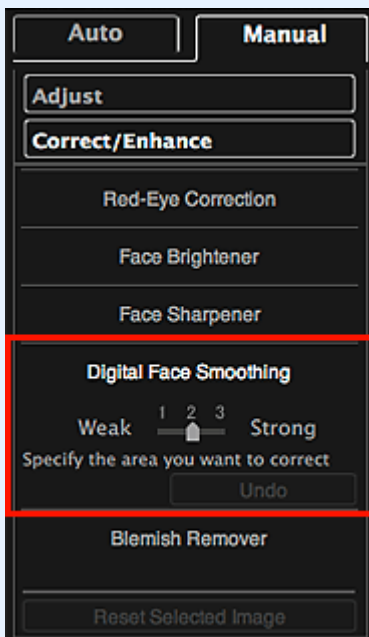 Auto Manual
Adjust
Correct/Enhance
Red-Eye Correction
Face Brightener
Face Sharpener
Digital Face Smoothing
1 2 3
Weak Strong
Specify the area you want to correct
Undo
Blemish Remover
Reset Selected Image